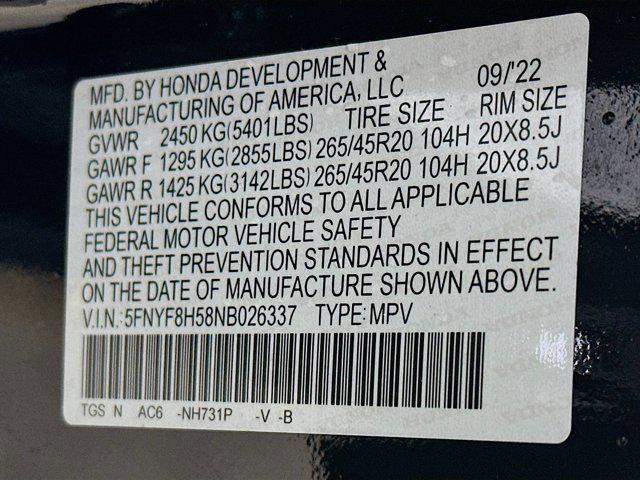 MFD. BY HONDA DEVELOPMENT &
MANUFACTURING OF AMERICA, LLC 09/'22
GVWR 2450 KG(5401LBS) TIRE SIZE RIM SIZE
GAWR F 1295 KG(2855LBS) 265/45R20 104H 20X8.5J
GAWR R 1425 KG(3142LBS) 265/45R20 104H 20X8.5J
THIS VEHICLE CONFORMS TO ALL APPLICABLE
FEDERAL MOTOR VEHICLE SAFETY
AND THEFT PREVENTION STANDARDS IN EFFECT
ON THE DATE OF MANUFACTURE SHOWN ABOVE.
V.I.N.:5FNYF8H58NB026337 TYPE:MPV
TGS N AC6 -NH731P -V -B